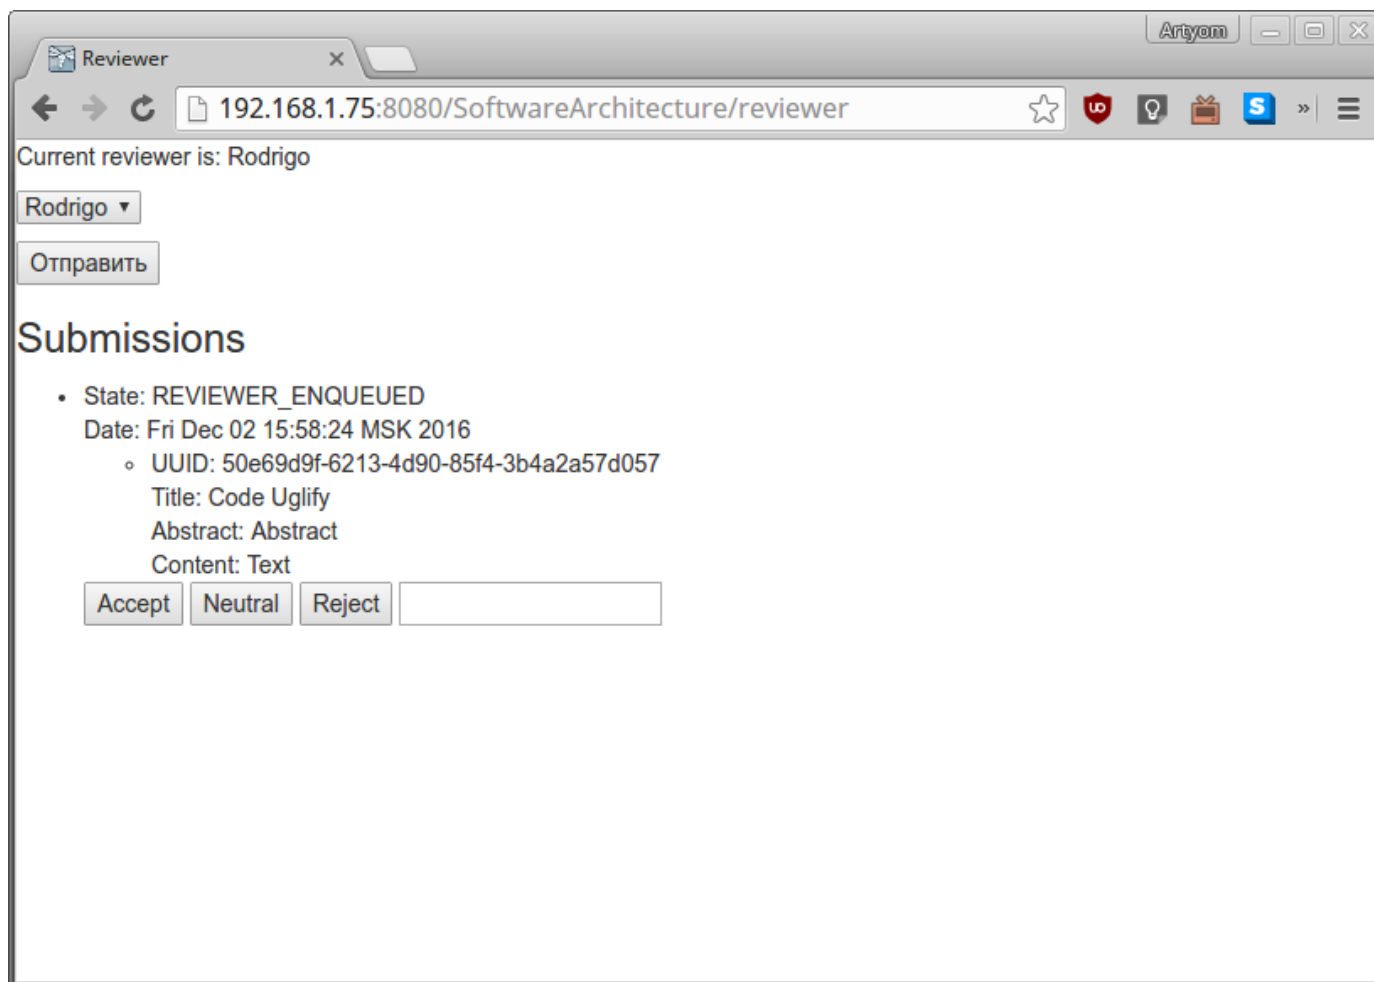 Artyom
Reviewer
192.168.1.75:8080/SoftwareArchitecture/reviewer
Current reviewer is: Rodrigo
Rodrigo
Отправить
Submissions
State: REVIEWER_ENQUEUED
Date: Fri Dec 02 15:58:24 MSK 2016
UUID: 50e69d9f-6213-4d90-85f4-3b4a2a57d057
Title: Code Uglify
Abstract: Abstract
Content: Text
Accept Neutral Reject